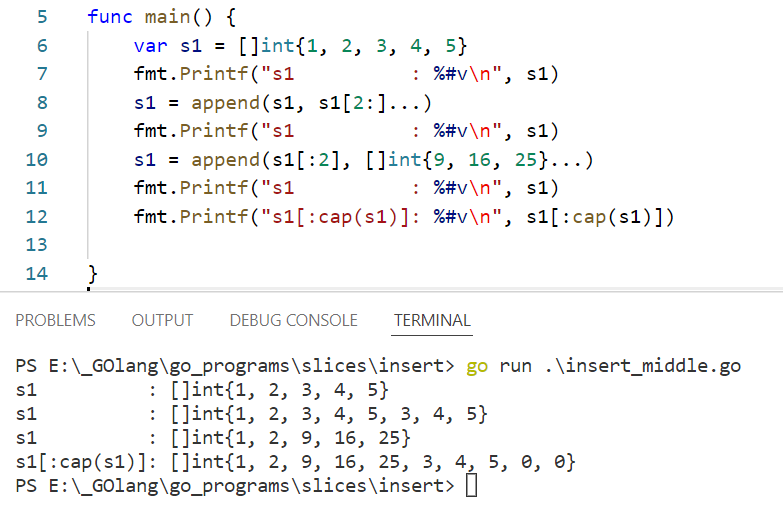 5 func main() {
6 var s1 = []int{1, 2, 3, 4, 5}
7 fmt.Printf("s1          : %#v\n", s1)
8 s1 = append(s1, s1[2:]...)
9 fmt.Printf("s1          : %#v\n", s1)
10 s1 = append(s1[:2], []int{9, 16, 25}...)
11 fmt.Printf("s1          : %#v\n", s1)
12 fmt.Printf("s1[:cap(s1)]: %#v\n", s1[:cap(s1)])
13
14 }
PROBLEMS OUTPUT DEBUG CONSOLE TERMINAL
PS E:\_GOlang\go_programs\slices\insert> go run .\insert_middle.go
s1          : []int{1, 2, 3, 4, 5}
s1          : []int{1, 2, 3, 4, 5, 3, 4, 5}
s1          : []int{1, 2, 9, 16, 25}
s1[:cap(s1)]: []int{1, 2, 9, 16, 25, 3, 4, 5, 0, 0}
PS E:\_GOlang\go_programs\slices\insert>